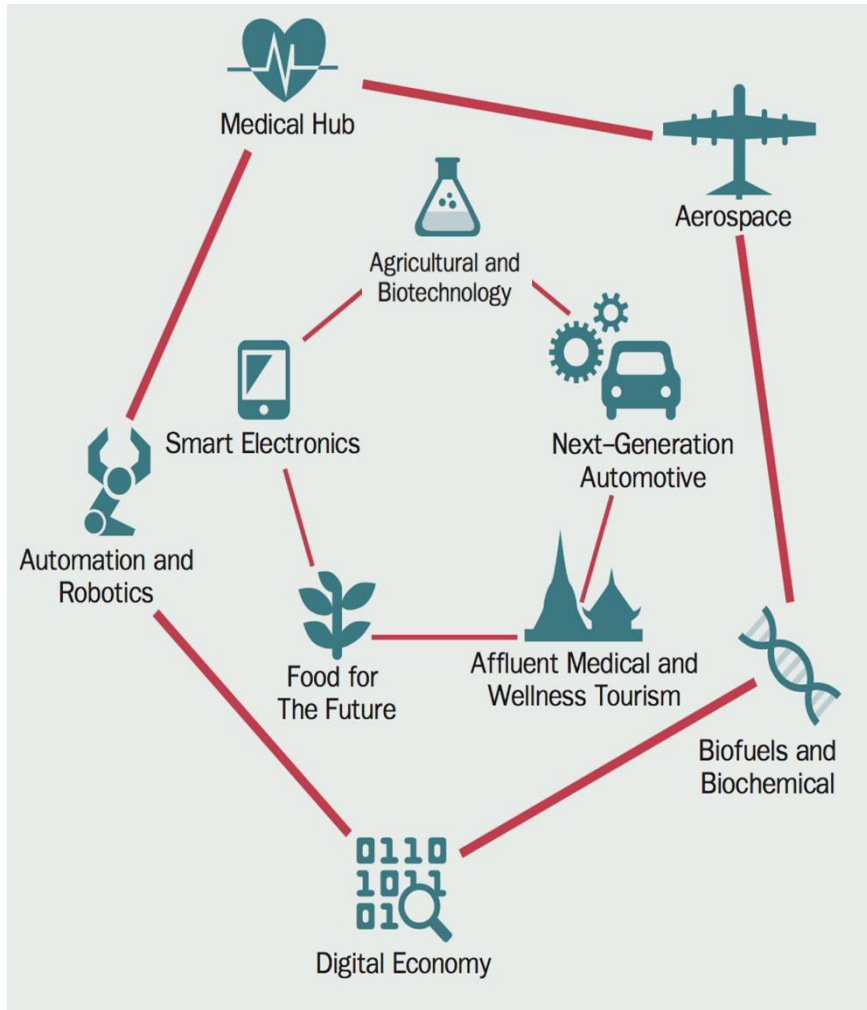 Medical Hub
Aerospace
Agricultural and
Biotechnology
Smart Electronics
Next–Generation
Automotive
Automation and
Robotics
Food for
The Future
Affluent Medical and
Wellness Tourism
Biofuels and
Biochemical
0110
1011
01
Digital Economy